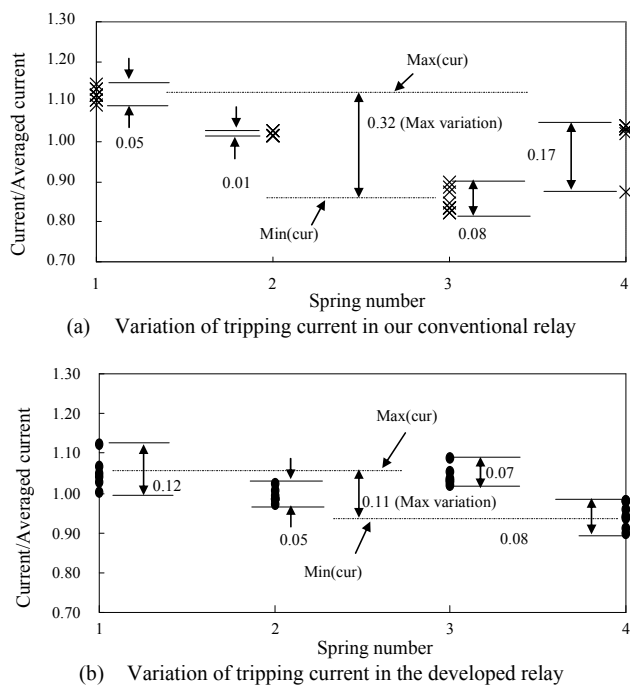 Current/Averaged current
1.30
1.20
1.10
1.00
0.90
0.80
0.70
Max(cur)
0.05
0.01
0.32 (Max variation)
0.17
Min(cur)
0.08
1 2 3 4
Spring number
(a) Variation of tripping current in our conventional relay
Current/Averaged current
1.30
1.20
1.10
1.00
0.90
0.80
0.70
Max(cur)
0.12
0.07
0.11 (Max variation)
0.05
0.08
Min(cur)
1 2 3 4
Spring number
(b) Variation of tripping current in the developed relay